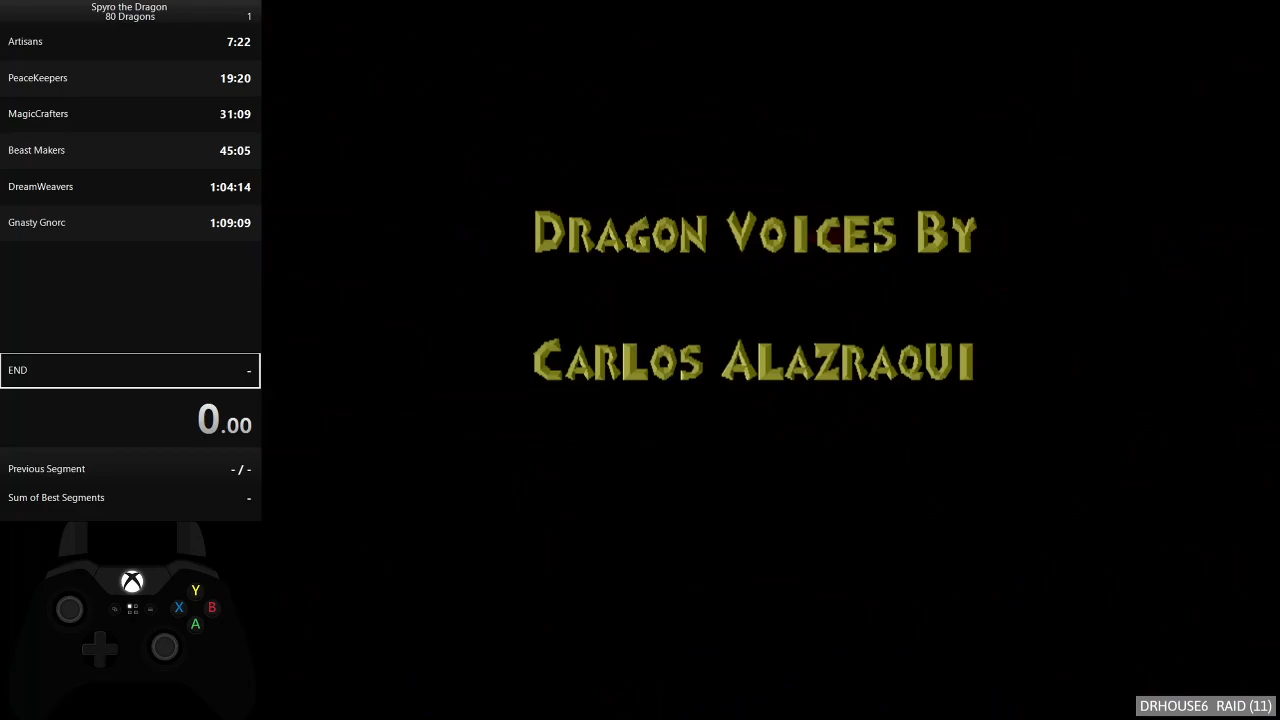 Spyro the Dragon
80 Dragons 1
Artisans 7:22
PeaceKeepers 19:20
MagicCrafters 31:09
Beast Makers 45:05
DreamWeavers 1:04:14
Gnasty Gnorc 1:09:09
END -
0.00
Previous Segment - / -
Sum of Best Segments -
DRAGON VOICES BY
CARLOS ALAZRAQUI
Y
X B
A
DRHOUSE6 RAID (11)